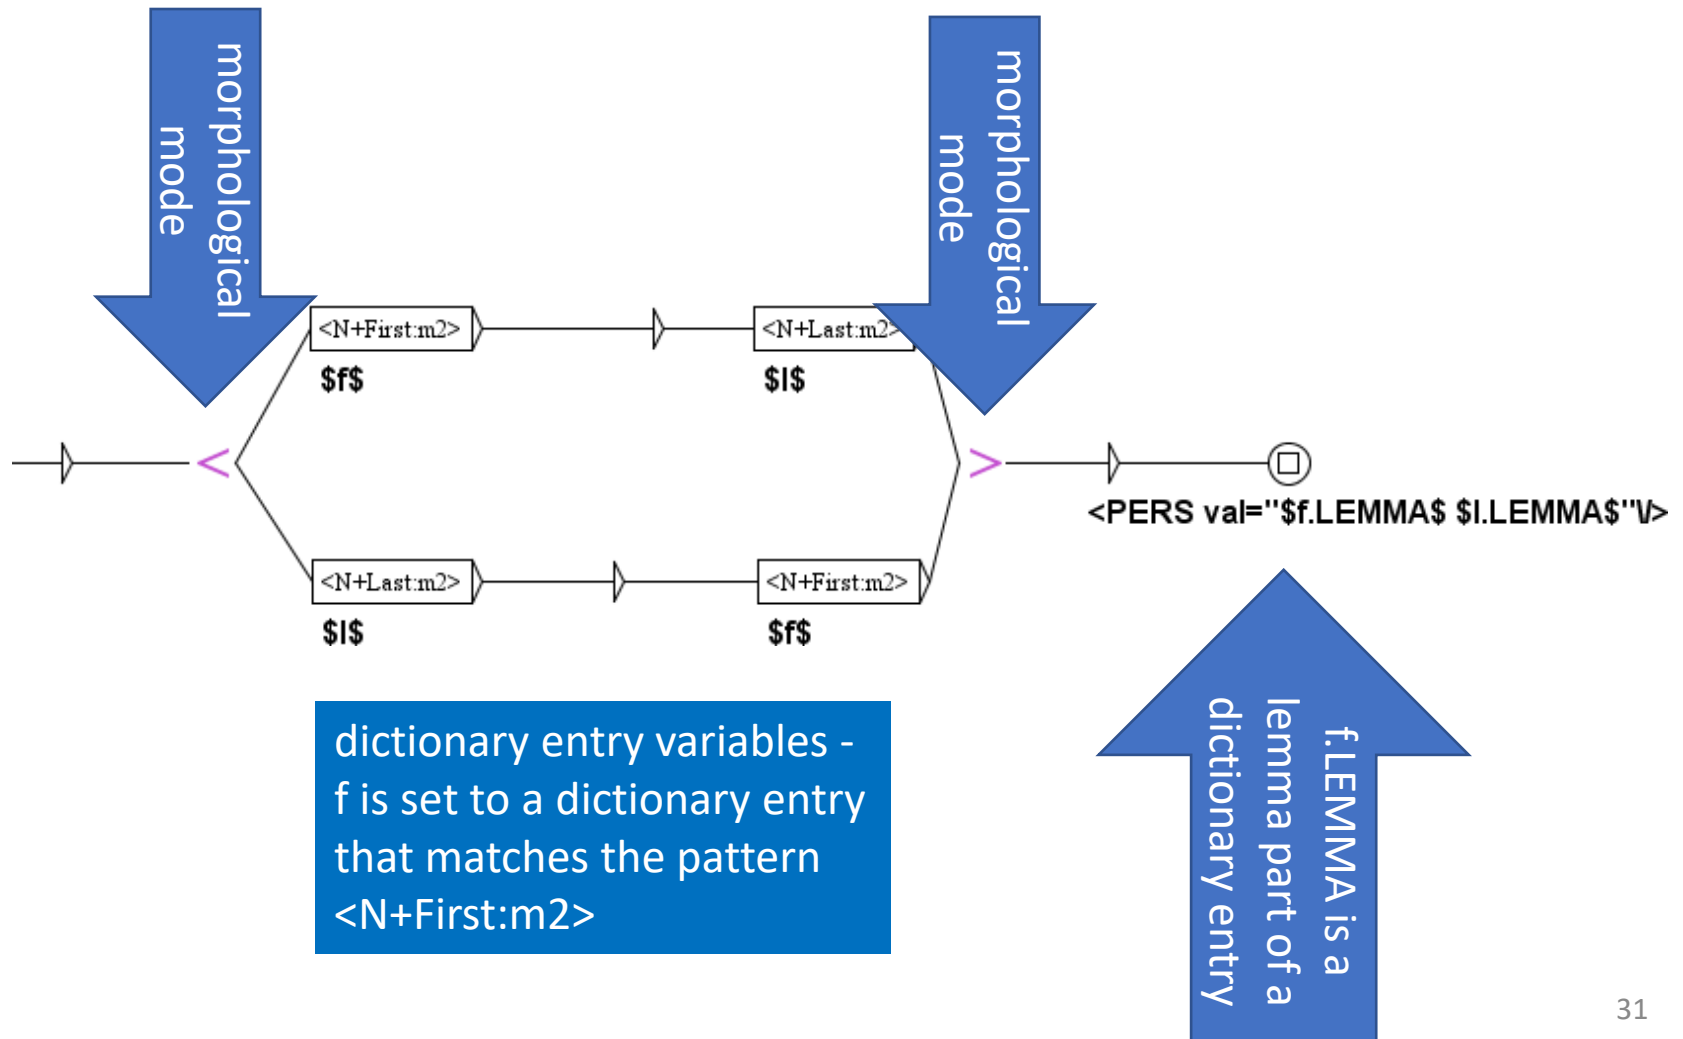 morphological
mode
morphological
mode
<N+First:m2>
$f$
<N+Last:m2>
$l$
<
>
<PERS val="$f.LEMMA$ $l.LEMMA$"\/>
<N+Last:m2>
$l$
<N+First:m2>
$f$
dictionary entry variables -
f is set to a dictionary entry
that matches the pattern
<N+First:m2>
f.LEMMA is a
lemma part of a
dictionary entry
31